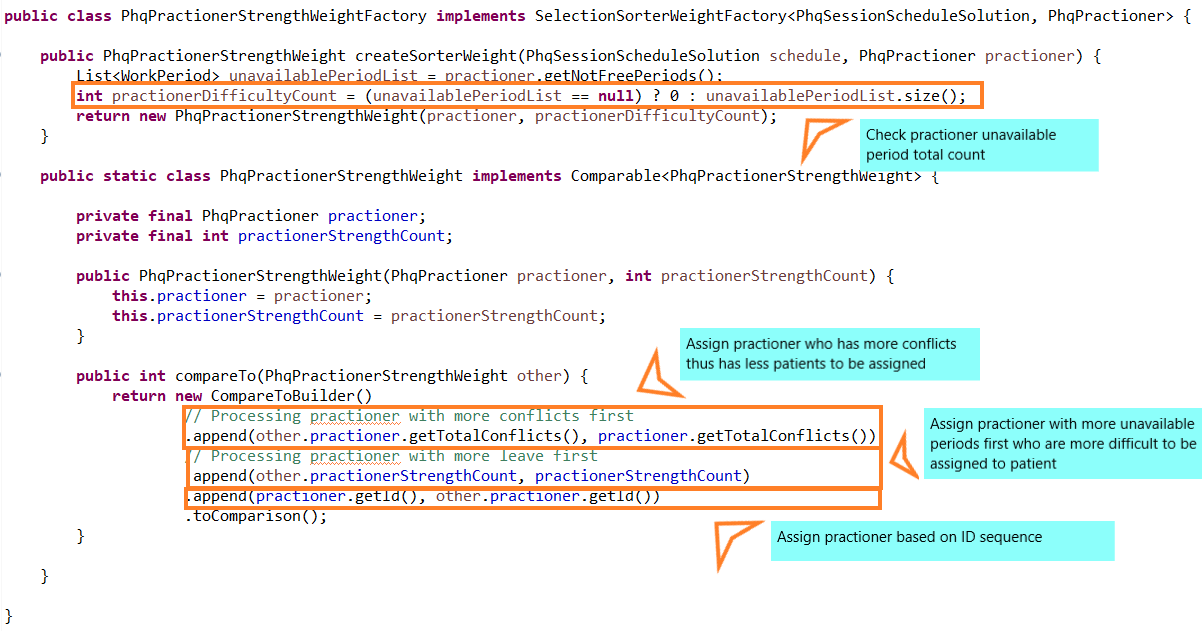 public class PhqPractionerStrengthWeightFactory implements SelectionSorterWeightFactory<PhqSessionScheduleSolution, PhqPractioner> {
public PhqPractionerStrengthWeight createSorterWeight(PhqSessionScheduleSolution schedule, PhqPractioner practioner) {
List<WorkPeriod> unavailablePeriodList = practioner.getNotFreePeriods();
int practionerDifficultyCount = (unavailablePeriodList == null) ? 0 : unavailablePeriodList.size();
return new PhqPractionerStrengthWeight(practioner, practionerDifficultyCount);
}
Check practioner unavailable
period total count
public static class PhqPractionerStrengthWeight implements Comparable<PhqPractionerStrengthWeight> {
private final PhqPractioner practioner;
private final int practionerStrengthCount;
public PhqPractionerStrengthWeight(PhqPractioner practioner, int practionerStrengthCount) {
this.practioner = practioner;
this.practionerStrengthCount = practionerStrengthCount;
}
Assign practioner who has more conflicts
thus has less patients to be assigned
public int compareTo(PhqPractionerStrengthWeight other) {
return new CompareToBuilder()
// Processing practioner with more conflicts first
.append(other.practioner.getTotalConflicts(), practioner.getTotalConflicts())
// Processing practioner with more leave first
.append(other.practionerStrengthCount, practionerStrengthCount)
.append(practioner.getId(), other.practioner.getId())
.toComparison();
}
Assign practioner with more unavailable
periods first who are more difficult to be
assigned to patient
Assign practioner based on ID sequence
}
}